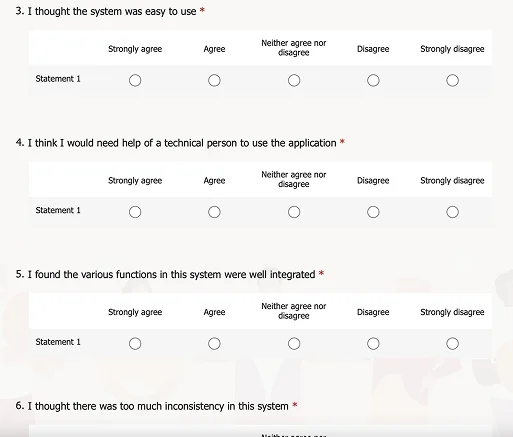 3. I thought the system was easy to use *
Strongly agree Agree Neither agree nor disagree Disagree Strongly disagree
Statement 1
4. I think I would need help of a technical person to use the application *
Strongly agree Agree Neither agree nor disagree Disagree Strongly disagree
Statement 1
5. I found the various functions in this system were well integrated *
Strongly agree Agree Neither agree nor disagree Disagree Strongly disagree
Statement 1
6. I thought there was too much inconsistency in this system *